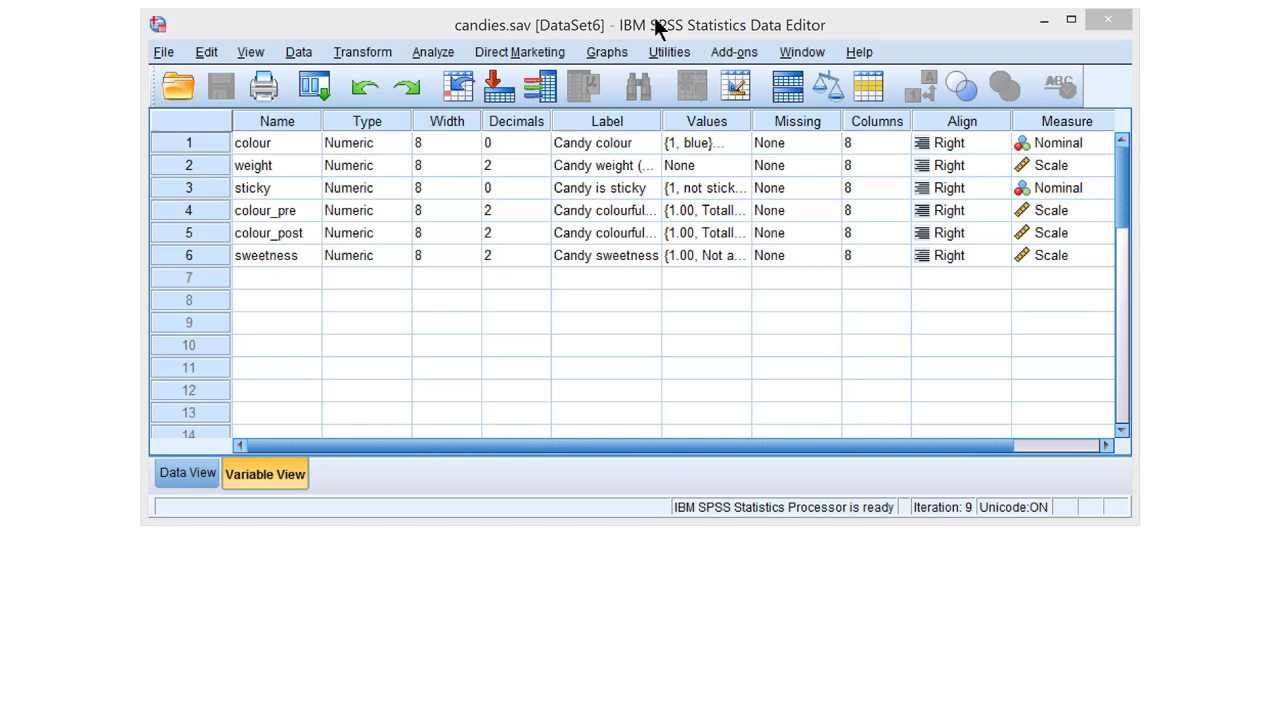 candies.sav [DataSet6] - IBM SPSS Statistics Data Editor
File Edit View Data Transform Analyze Direct Marketing Graphs Utilities Add-ons Window Help
Name Type Width Decimals Label Values Missing Columns Align Measure
1 colour Numeric 8 0 Candy colour {1, blue}... None 8 Right Nominal
2 weight Numeric 8 2 Candy weight (... None None 8 Right Scale
3 sticky Numeric 8 0 Candy is sticky {1, not stick... None 8 Right Nominal
4 colour_pre Numeric 8 2 Candy colourful... {1.00, Totall... None 8 Right Scale
5 colour_post Numeric 8 2 Candy colourful... {1.00, Totall... None 8 Right Scale
6 sweetness Numeric 8 2 Candy sweetness {1.00, Not a... None 8 Right Scale
7
8
9
10
11
12
13
14
Data View Variable View
IBM SPSS Statistics Processor is ready Iteration: 9 Unicode:ON